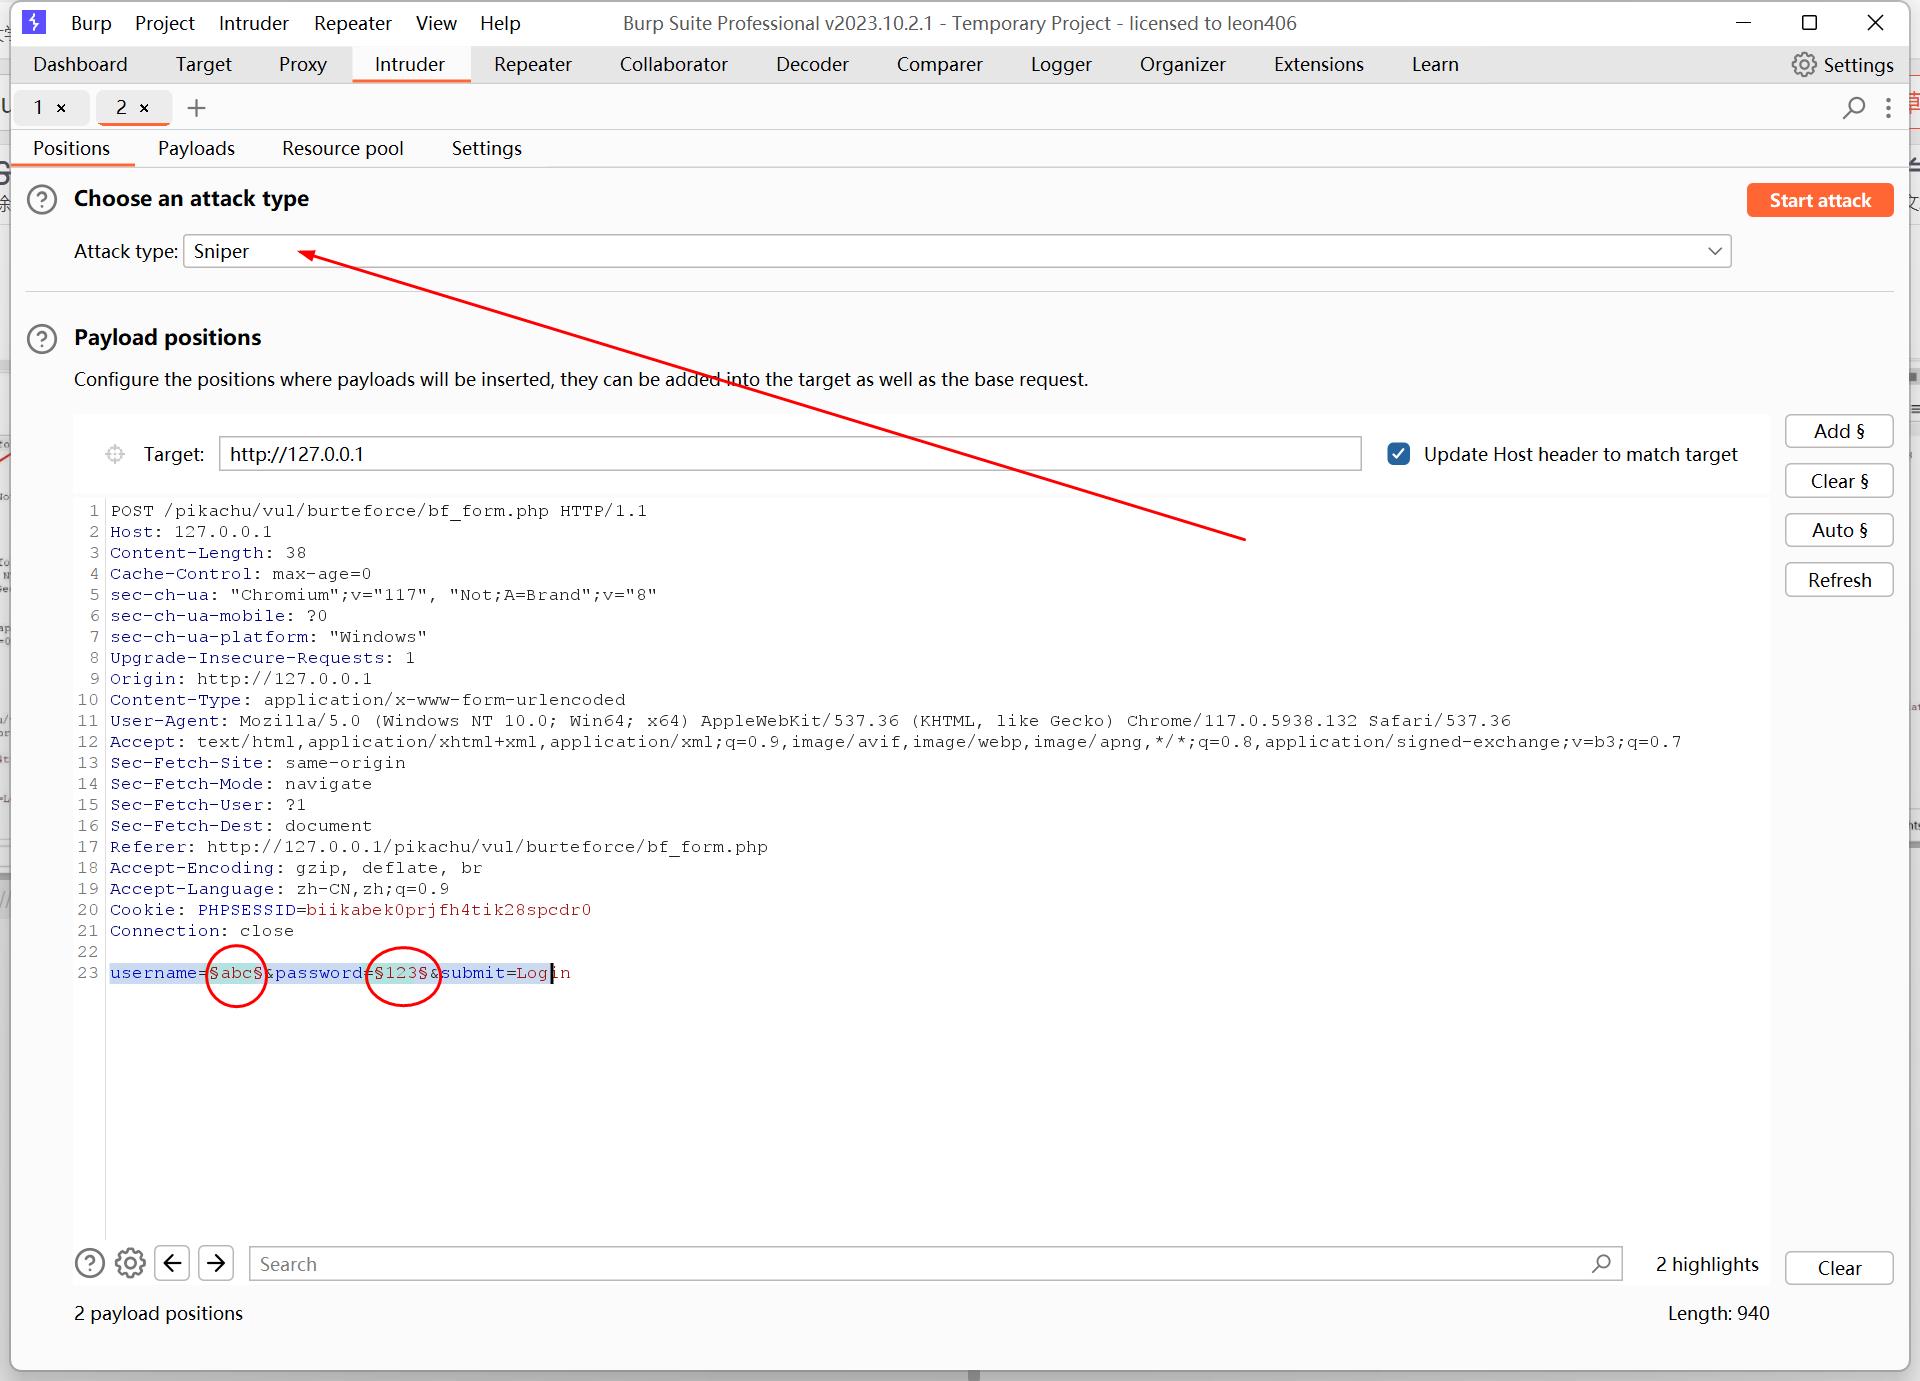 Burp Project Intruder Repeater View Help Burp Suite Professional v2023.10.2.1 - Temporary Project - licensed to leon406
Dashboard Target Proxy Intruder Repeater Collaborator Decoder Comparer Logger Organizer Extensions Learn Settings
1 × 2 × +
Positions Payloads Resource pool Settings
Choose an attack type
Start attack
Attack type: Sniper
Payload positions
Configure the positions where payloads will be inserted, they can be added into the target as well as the base request.
Target: http://127.0.0.1 Update Host header to match target
Add §
Clear §
Auto §
Refresh
1 POST /pikachu/vul/burteforce/bf_form.php HTTP/1.1
2 Host: 127.0.0.1
3 Content-Length: 38
4 Cache-Control: max-age=0
5 sec-ch-ua: "Chromium";v="117", "Not;A=Brand";v="8"
6 sec-ch-ua-mobile: ?0
7 sec-ch-ua-platform: "Windows"
8 Upgrade-Insecure-Requests: 1
9 Origin: http://127.0.0.1
10 Content-Type: application/x-www-form-urlencoded
11 User-Agent: Mozilla/5.0 (Windows NT 10.0; Win64; x64) AppleWebKit/537.36 (KHTML, like Gecko) Chrome/117.0.5938.132 Safari/537.36
12 Accept: text/html,application/xhtml+xml,application/xml;q=0.9,image/avif,image/webp,image/apng,*/*;q=0.8,application/signed-exchange;v=b3;q=0.7
13 Sec-Fetch-Site: same-origin
14 Sec-Fetch-Mode: navigate
15 Sec-Fetch-User: ?1
16 Sec-Fetch-Dest: document
17 Referer: http://127.0.0.1/pikachu/vul/burteforce/bf_form.php
18 Accept-Encoding: gzip, deflate, br
19 Accept-Language: zh-CN,zh;q=0.9
20 Cookie: PHPSESSID=biikabek0prjfh4tik28spcdr0
21 Connection: close
22
23 username=§abc§&password=§123§&submit=Login
Search 2 highlights Clear
2 payload positions Length: 940